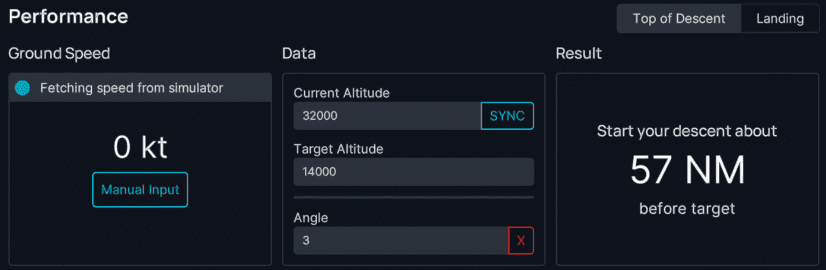 Performance
Top of Descent
Landing
Ground Speed
Fetching speed from simulator
0 kt
Manual Input
Data
Current Altitude
32000
SYNC
Target Altitude
14000
Angle
3
X
Result
Start your descent about
57 NM
before target